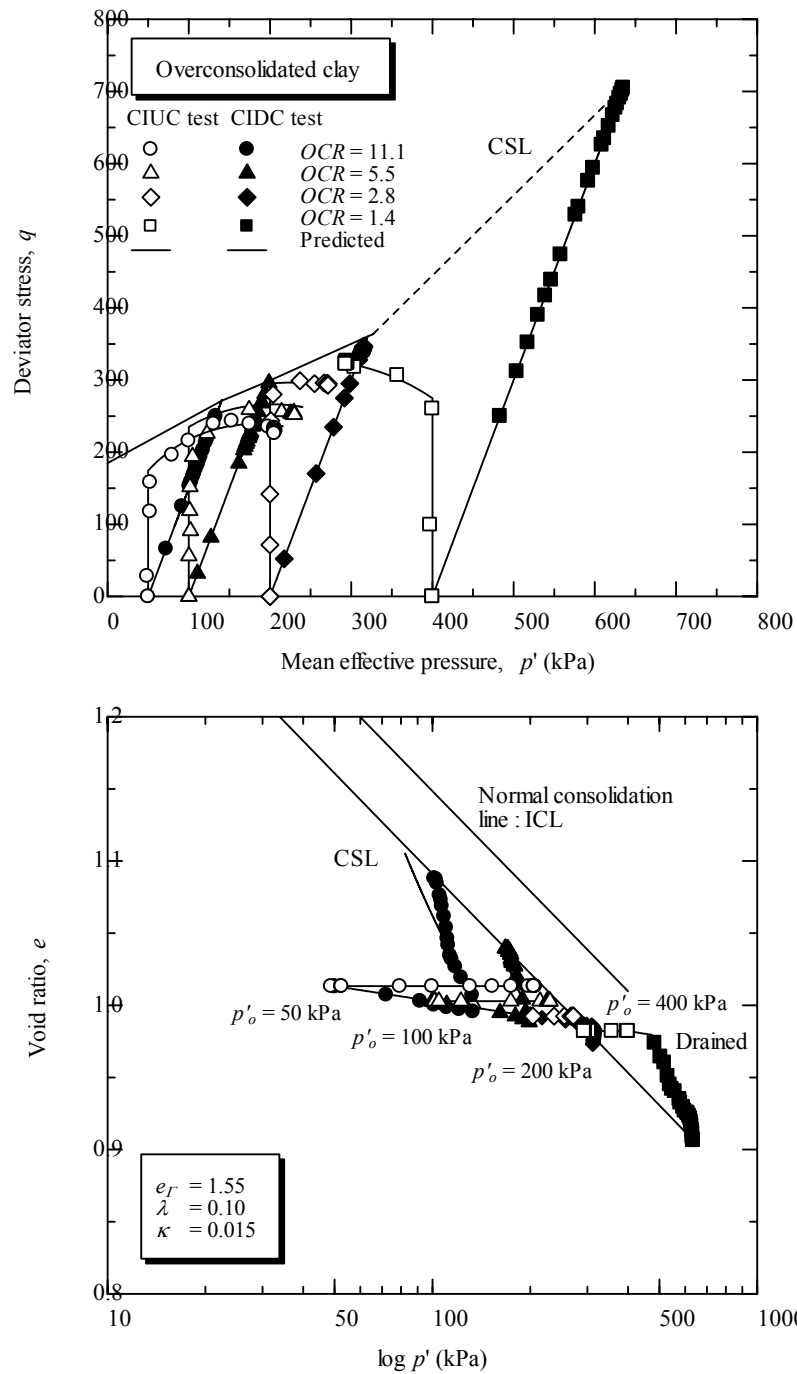 800
700
600
500
400
300
200
100
0
Deviator stress, q
Overconsolidated clay
CIUC test CIDC test
OCR = 11.1
OCR = 5.5
OCR = 2.8
OCR = 1.4
Predicted
CSL
0 100 200 300 400 500 600 700 800
Mean effective pressure, p' (kPa)
1.2
1.1
1.0
0.9
0.8
Void ratio, e
Normal consolidation
line : ICL
CSL
p'o = 50 kPa
p'o = 100 kPa
p'o = 200 kPa
p'o = 400 kPa
Drained
eΓ = 1.55
λ = 0.10
κ = 0.015
10 50 100 500 1000
log p' (kPa)